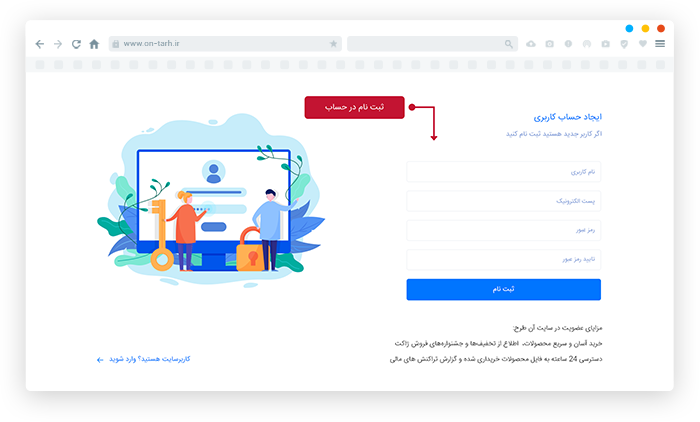 www.on-tarh.ir
ثبت نام در حساب
ایجاد حساب کاربری
اگر کاربر جدید هستید ثبت نام کنید
نام کاربری
پست الکترونیک
رمز عبور
تایید رمز عبور
ثبت نام
مزایای عضویت در سایت آن طرح:
خرید آسان و سریع محصولات، اطلاع از تخفیف‌ها و جشنواره‌های فروش ژاکت
دسترسی 24 ساعته به فایل محصولات خریداری شده و گزارش تراکنش های مالی
کاربرسایت هستید؟ وارد شوید